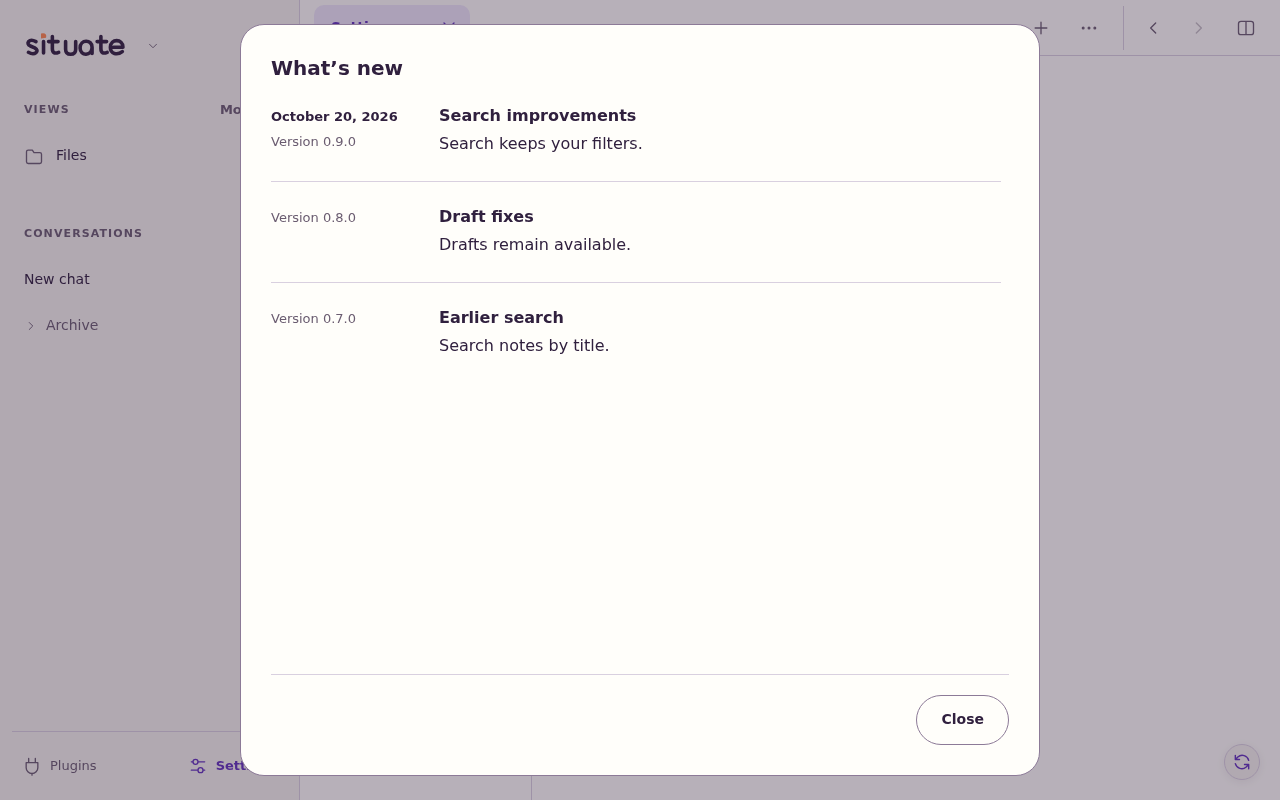 situate
VIEWS
Files
CONVERSATIONS
New chat
Archive
Plugins
What’s new
October 20, 2026
Version 0.9.0
Search improvements
Search keeps your filters.
Version 0.8.0
Draft fixes
Drafts remain available.
Version 0.7.0
Earlier search
Search notes by title.
Close